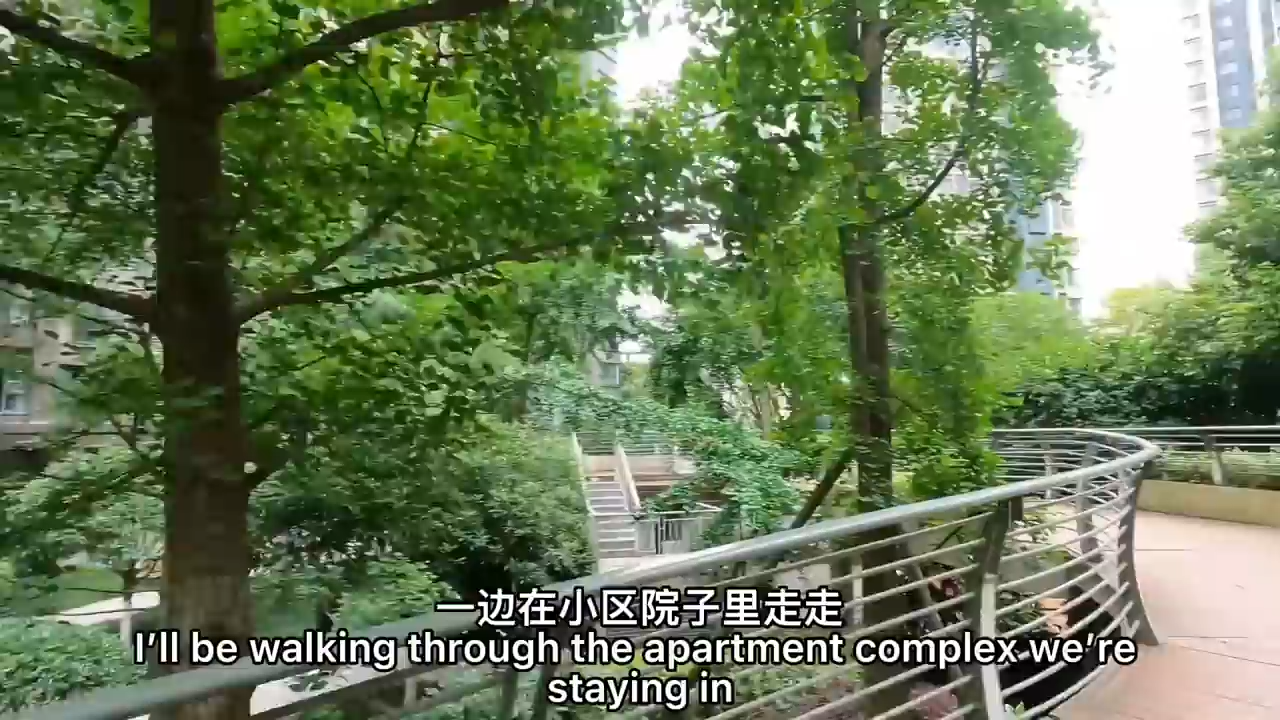 一边在小区院子里走走
I'll be walking through the apartment complex we're
staying in